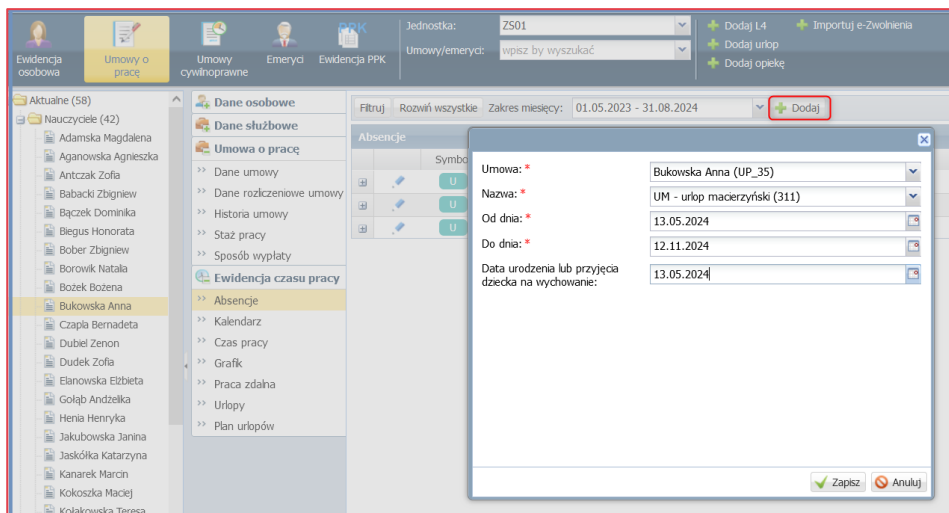 Ewidencja osobowa
Umowy o pracę
Umowy cywilnoprawne
Emeryci
PPK
Ewidencja PPK
Jednostka: ZS01
Umowy/emeryci: wpisz by wyszukać
Dodaj L4
Dodaj urlop
Dodaj opiekę
Importuj e-Zwolnienia
Aktualne (58)
Nauczyciele (42)
Adamska Magdalena
Aganowska Agnieszka
Antczak Zofia
Babacki Zbigniew
Bączek Dominika
Biegus Honorata
Bober Zbigniew
Borowik Natalia
Bożek Bożena
Bukowska Anna
Czapla Bernadeta
Dubiel Zenon
Dudek Zofia
Elanowska Elżbieta
Gołąb Andżelika
Henia Henryka
Jakubowska Janina
Jaskółka Katarzyna
Kanarek Marcin
Kokoszka Maciej
Kołakowska Teresa
Dane osobowe
Dane służbowe
Umowa o pracę
Dane umowy
Dane rozliczeniowe umowy
Historia umowy
Staż pracy
Sposób wypłaty
Ewidencja czasu pracy
Absencje
Kalendarz
Czas pracy
Grafik
Praca zdalna
Urlopy
Plan urlopów
Filtruj Rozwiń wszystkie Zakres miesięcy: 01.05.2023 - 31.08.2024 Dodaj
Absencje
Symbo
U
U
U
Umowa: * Bukowska Anna (UP_35)
Nazwa: * UM - urlop macierzyński (311)
Od dnia: * 13.05.2024
Do dnia: * 12.11.2024
Data urodzenia lub przyjęcia
dziecka na wychowanie: 13.05.2024
Zapisz Anuluj